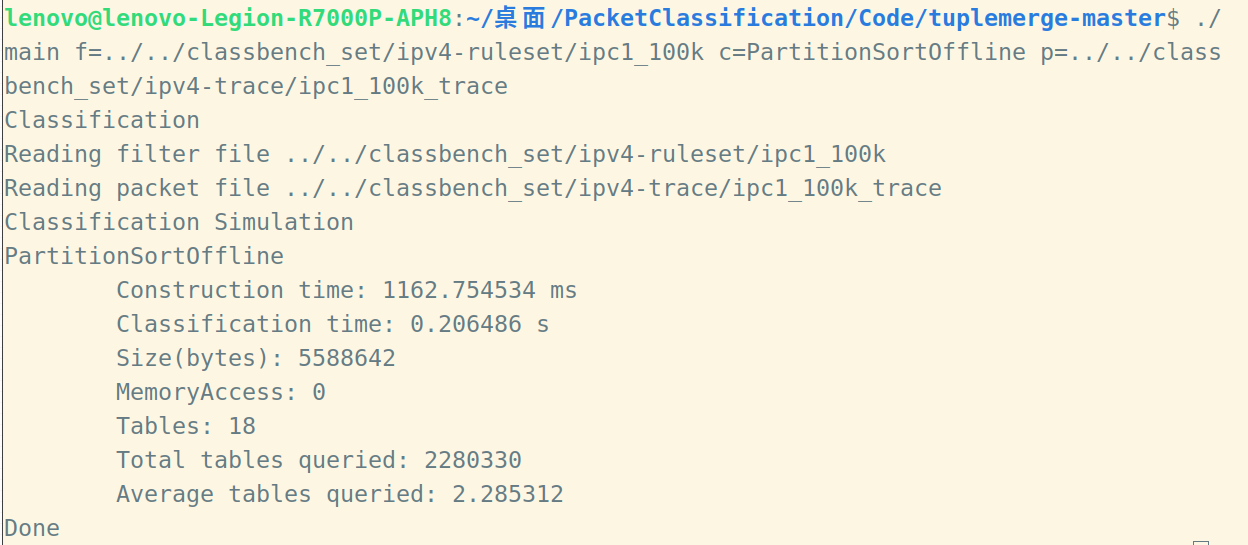 lenovo@lenovo-Legion-R7000P-APH8:~/桌面/PacketClassification/Code/tuplemerge-master$ ./
main f=../../classbench_set/ipv4-ruleset/ipc1_100k c=PartitionSortOffline p=../../class
bench_set/ipv4-trace/ipc1_100k_trace
Classification
Reading filter file ../../classbench_set/ipv4-ruleset/ipc1_100k
Reading packet file ../../classbench_set/ipv4-trace/ipc1_100k_trace
Classification Simulation
PartitionSortOffline
Construction time: 1162.754534 ms
Classification time: 0.206486 s
Size(bytes): 5588642
MemoryAccess: 0
Tables: 18
Total tables queried: 2280330
Average tables queried: 2.285312
Done